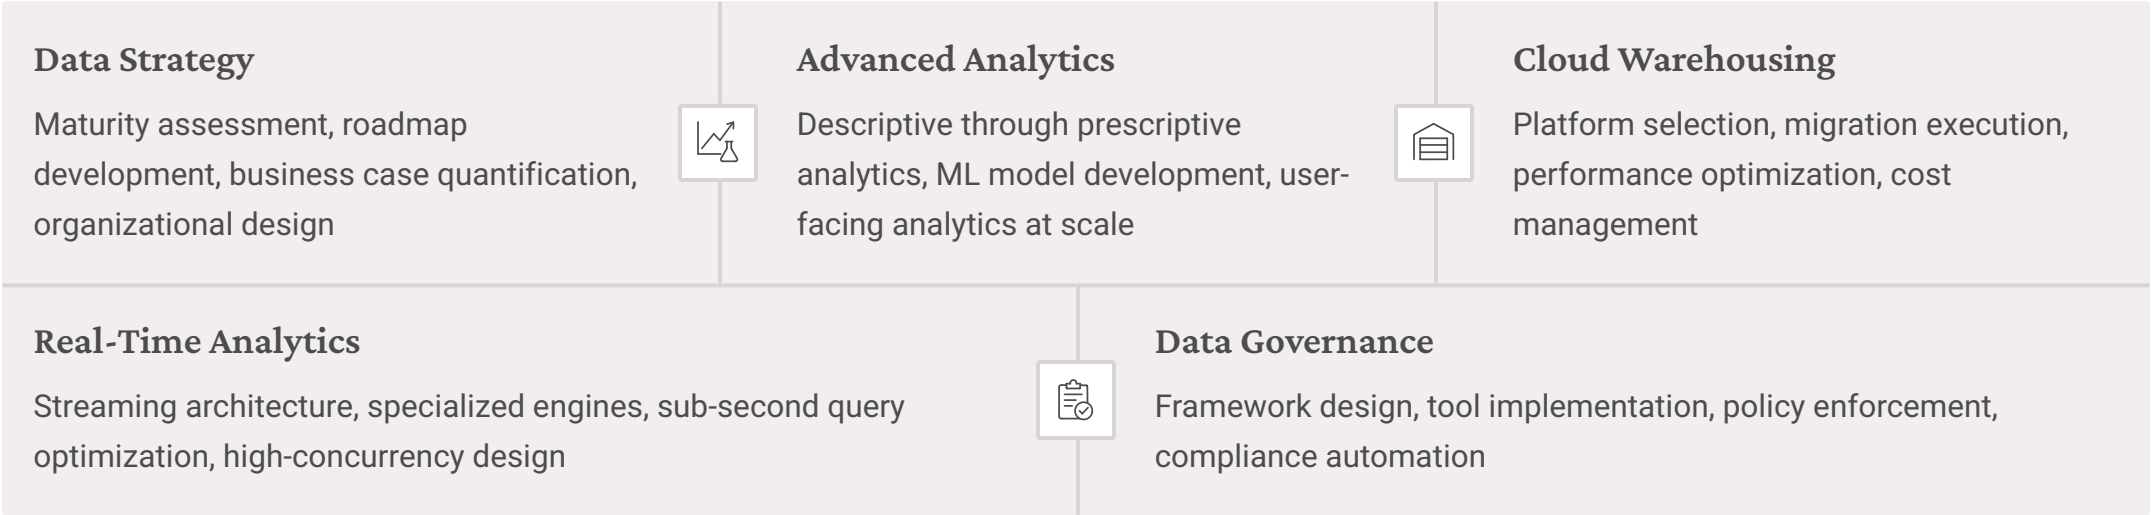 Data Strategy
Maturity assessment, roadmap
development, business case quantification,
organizational design
Advanced Analytics
Descriptive through prescriptive
analytics, ML model development, user-
facing analytics at scale
Cloud Warehousing
Platform selection, migration execution,
performance optimization, cost
management
Real-Time Analytics
Streaming architecture, specialized engines, sub-second query
optimization, high-concurrency design
Data Governance
Framework design, tool implementation, policy enforcement,
compliance automation